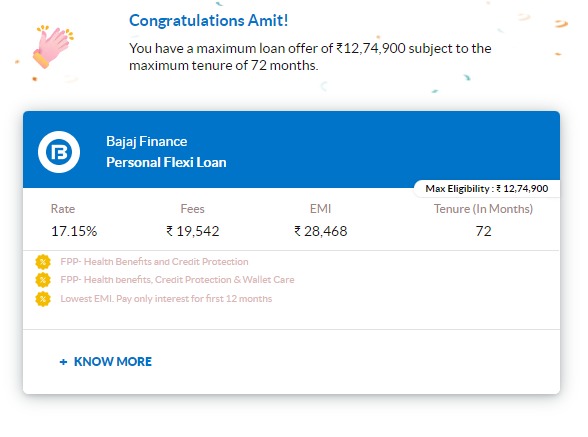 Congratulations Amit!
You have a maximum loan offer of ₹12,74,900 subject to the
maximum tenure of 72 months.
Bajaj Finance
Personal Flexi Loan
Max Eligibility : ₹ 12,74,900
Rate Fees EMI Tenure (In Months)
17.15% ₹ 19,542 ₹ 28,468 72
FPP- Health Benefits and Credit Protection
FPP- Health benefits, Credit Protection & Wallet Care
Lowest EMI. Pay only interest for first 12 months
+ KNOW MORE